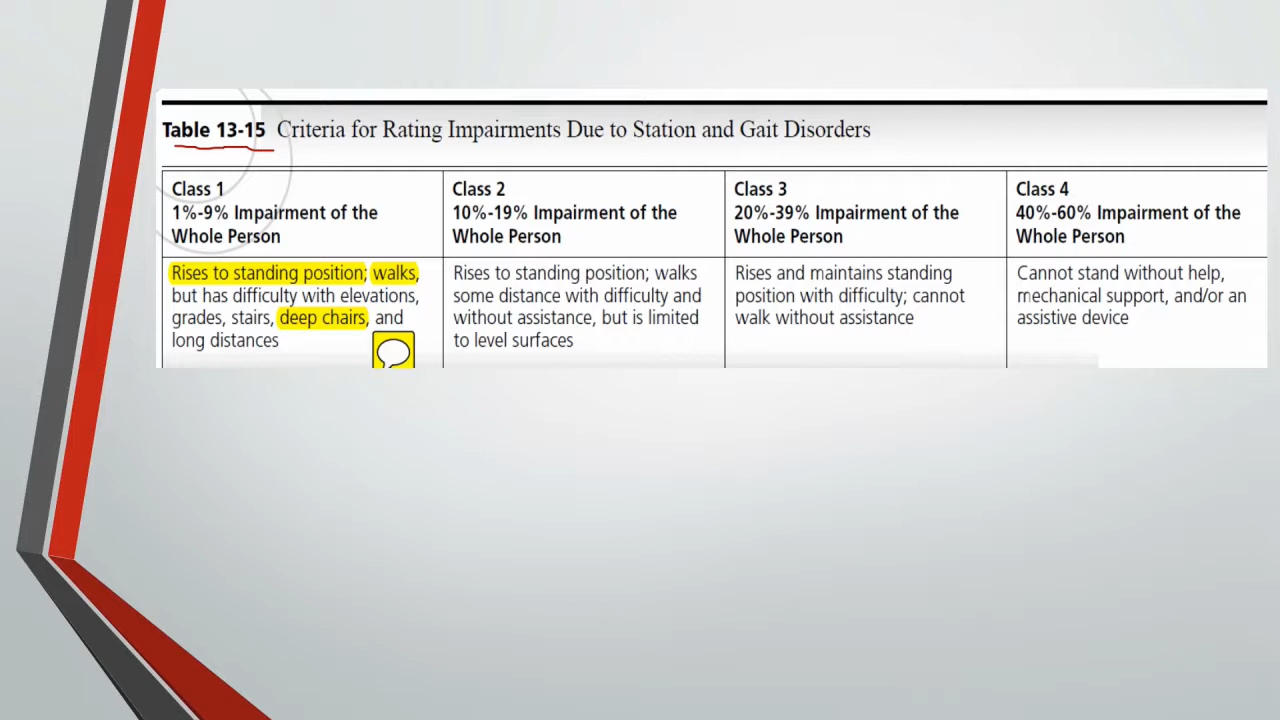 Table 13-15 Criteria for Rating Impairments Due to Station and Gait Disorders
Class 1
1%-9% Impairment of the
Whole Person
Rises to standing position; walks,
but has difficulty with elevations,
grades, stairs, deep chairs, and
long distances
Class 2
10%-19% Impairment of the
Whole Person
Rises to standing position; walks
some distance with difficulty and
without assistance, but is limited
to level surfaces
Class 3
20%-39% Impairment of the
Whole Person
Rises and maintains standing
position with difficulty; cannot
walk without assistance
Class 4
40%-60% Impairment of the
Whole Person
Cannot stand without help,
mechanical support, and/or an
assistive device